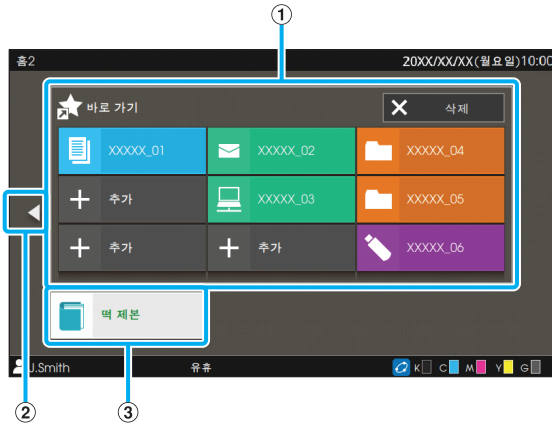 ①
홈2 20XX/XX/XX(월요일)10:00
바로 가기 삭제
XXXXX_01 XXXXX_02 XXXXX_04
추가 XXXXX_03 XXXXX_05
추가 추가 XXXXX_06
떡 제본
J.Smith 유휴 K C M Y G
② ③